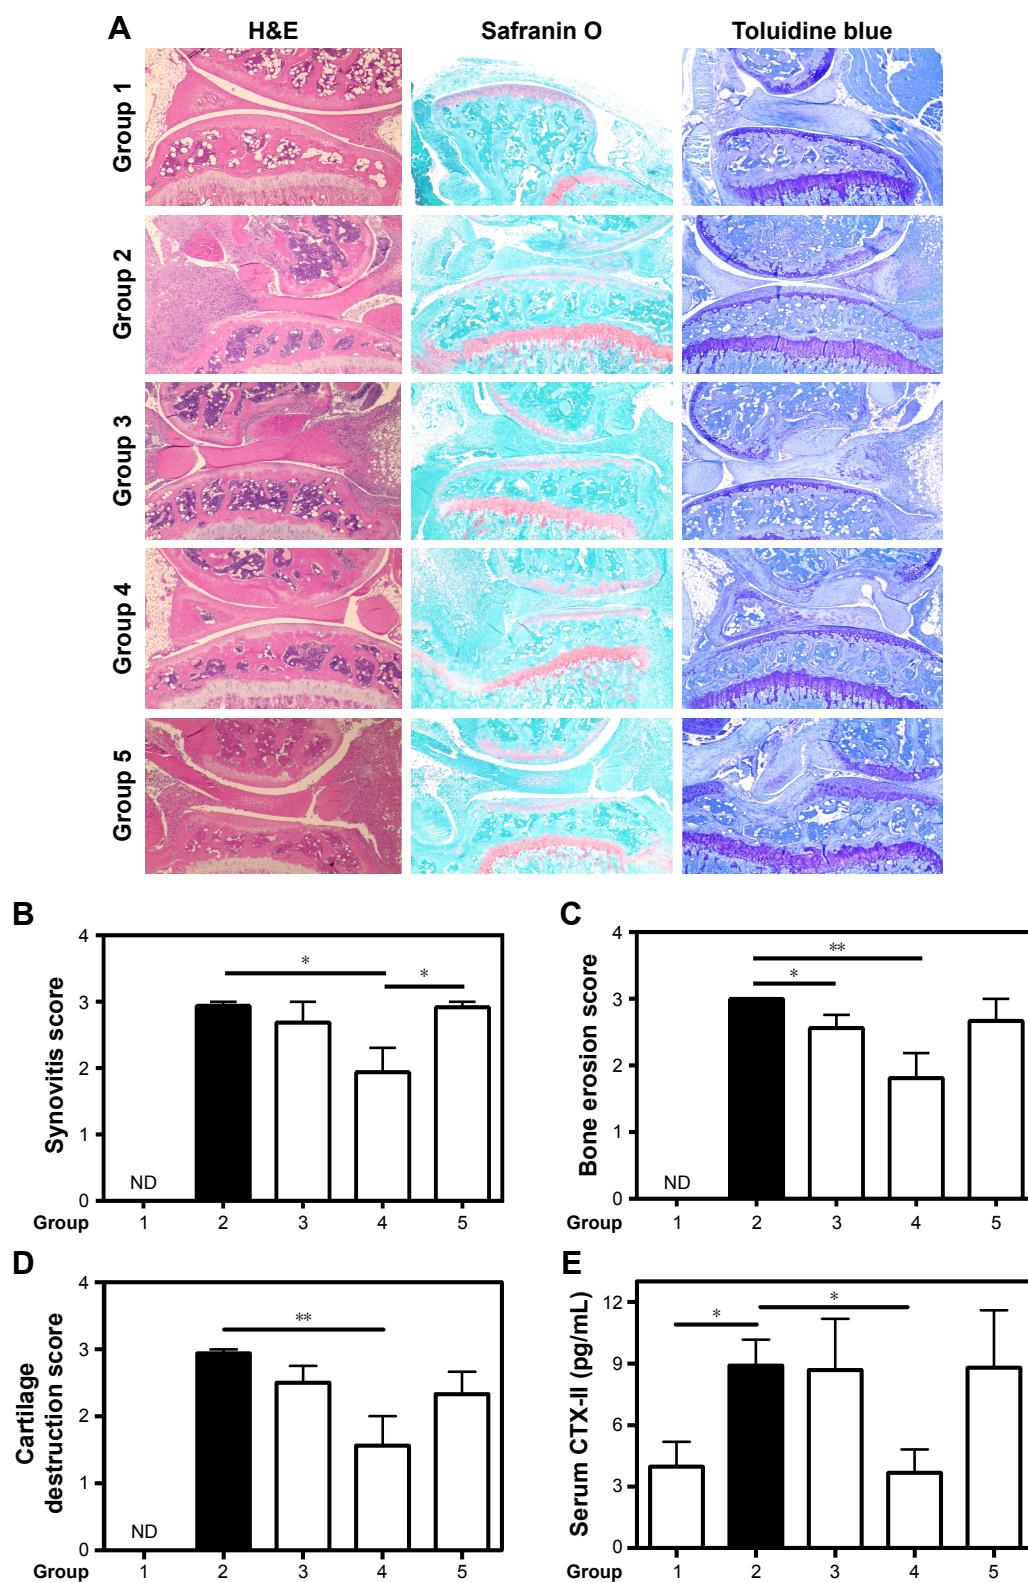 A
H&E
Safranin O
Toluidine blue
Group 1
Group 2
Group 3
Group 4
Group 5
B
Synovitis score
4
3
2
1
0
*
*
ND
Group 1 2 3 4 5
C
Bone erosion score
4
3
2
1
0
**
*
ND
Group 1 2 3 4 5
D
Cartilage
destruction score
4
3
2
1
0
**
ND
Group 1 2 3 4 5
E
Serum CTX-II (pg/mL)
12
9
6
3
0
*
*
Group 1 2 3 4 5